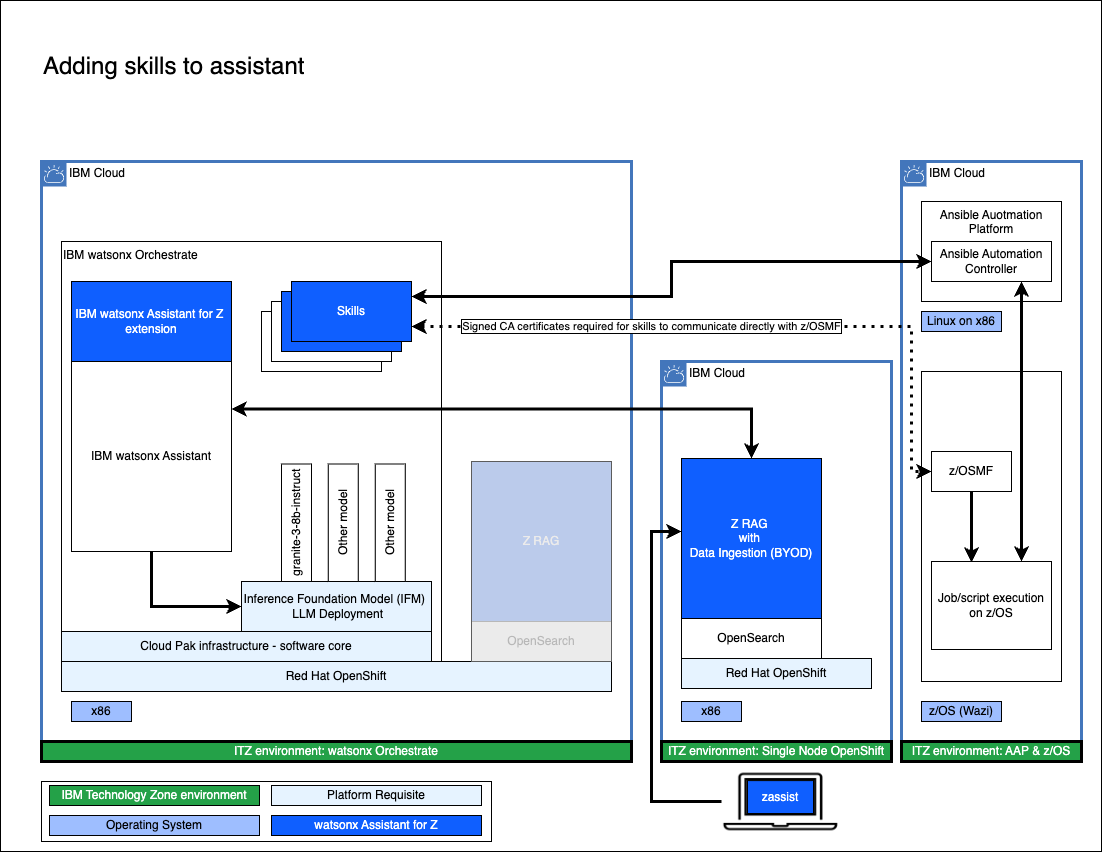 Adding skills to assistant
IBM Cloud
IBM watsonx Orchestrate
IBM watsonx Assistant for Z
extension
Skills
IBM watsonx Assistant
granite-3-8b-instruct
Other model
Other model
Inference Foundation Model (IFM)
LLM Deployment
Cloud Pak infrastructure - software core
Red Hat OpenShift
Z RAG
OpenSearch
x86
ITZ environment: watsonx Orchestrate
Signed CA certificates required for skills to communicate directly with z/OSMF
IBM Cloud
Z RAG
with
Data Ingestion (BYOD)
OpenSearch
Red Hat OpenShift
x86
ITZ environment: Single Node OpenShift
IBM Cloud
Ansible Auotmation
Platform
Ansible Automation
Controller
Linux on x86
z/OSMF
Job/script execution
on z/OS
z/OS (Wazi)
ITZ environment: AAP & z/OS
zassist
IBM Technology Zone environment
Platform Requisite
Operating System
watsonx Assistant for Z